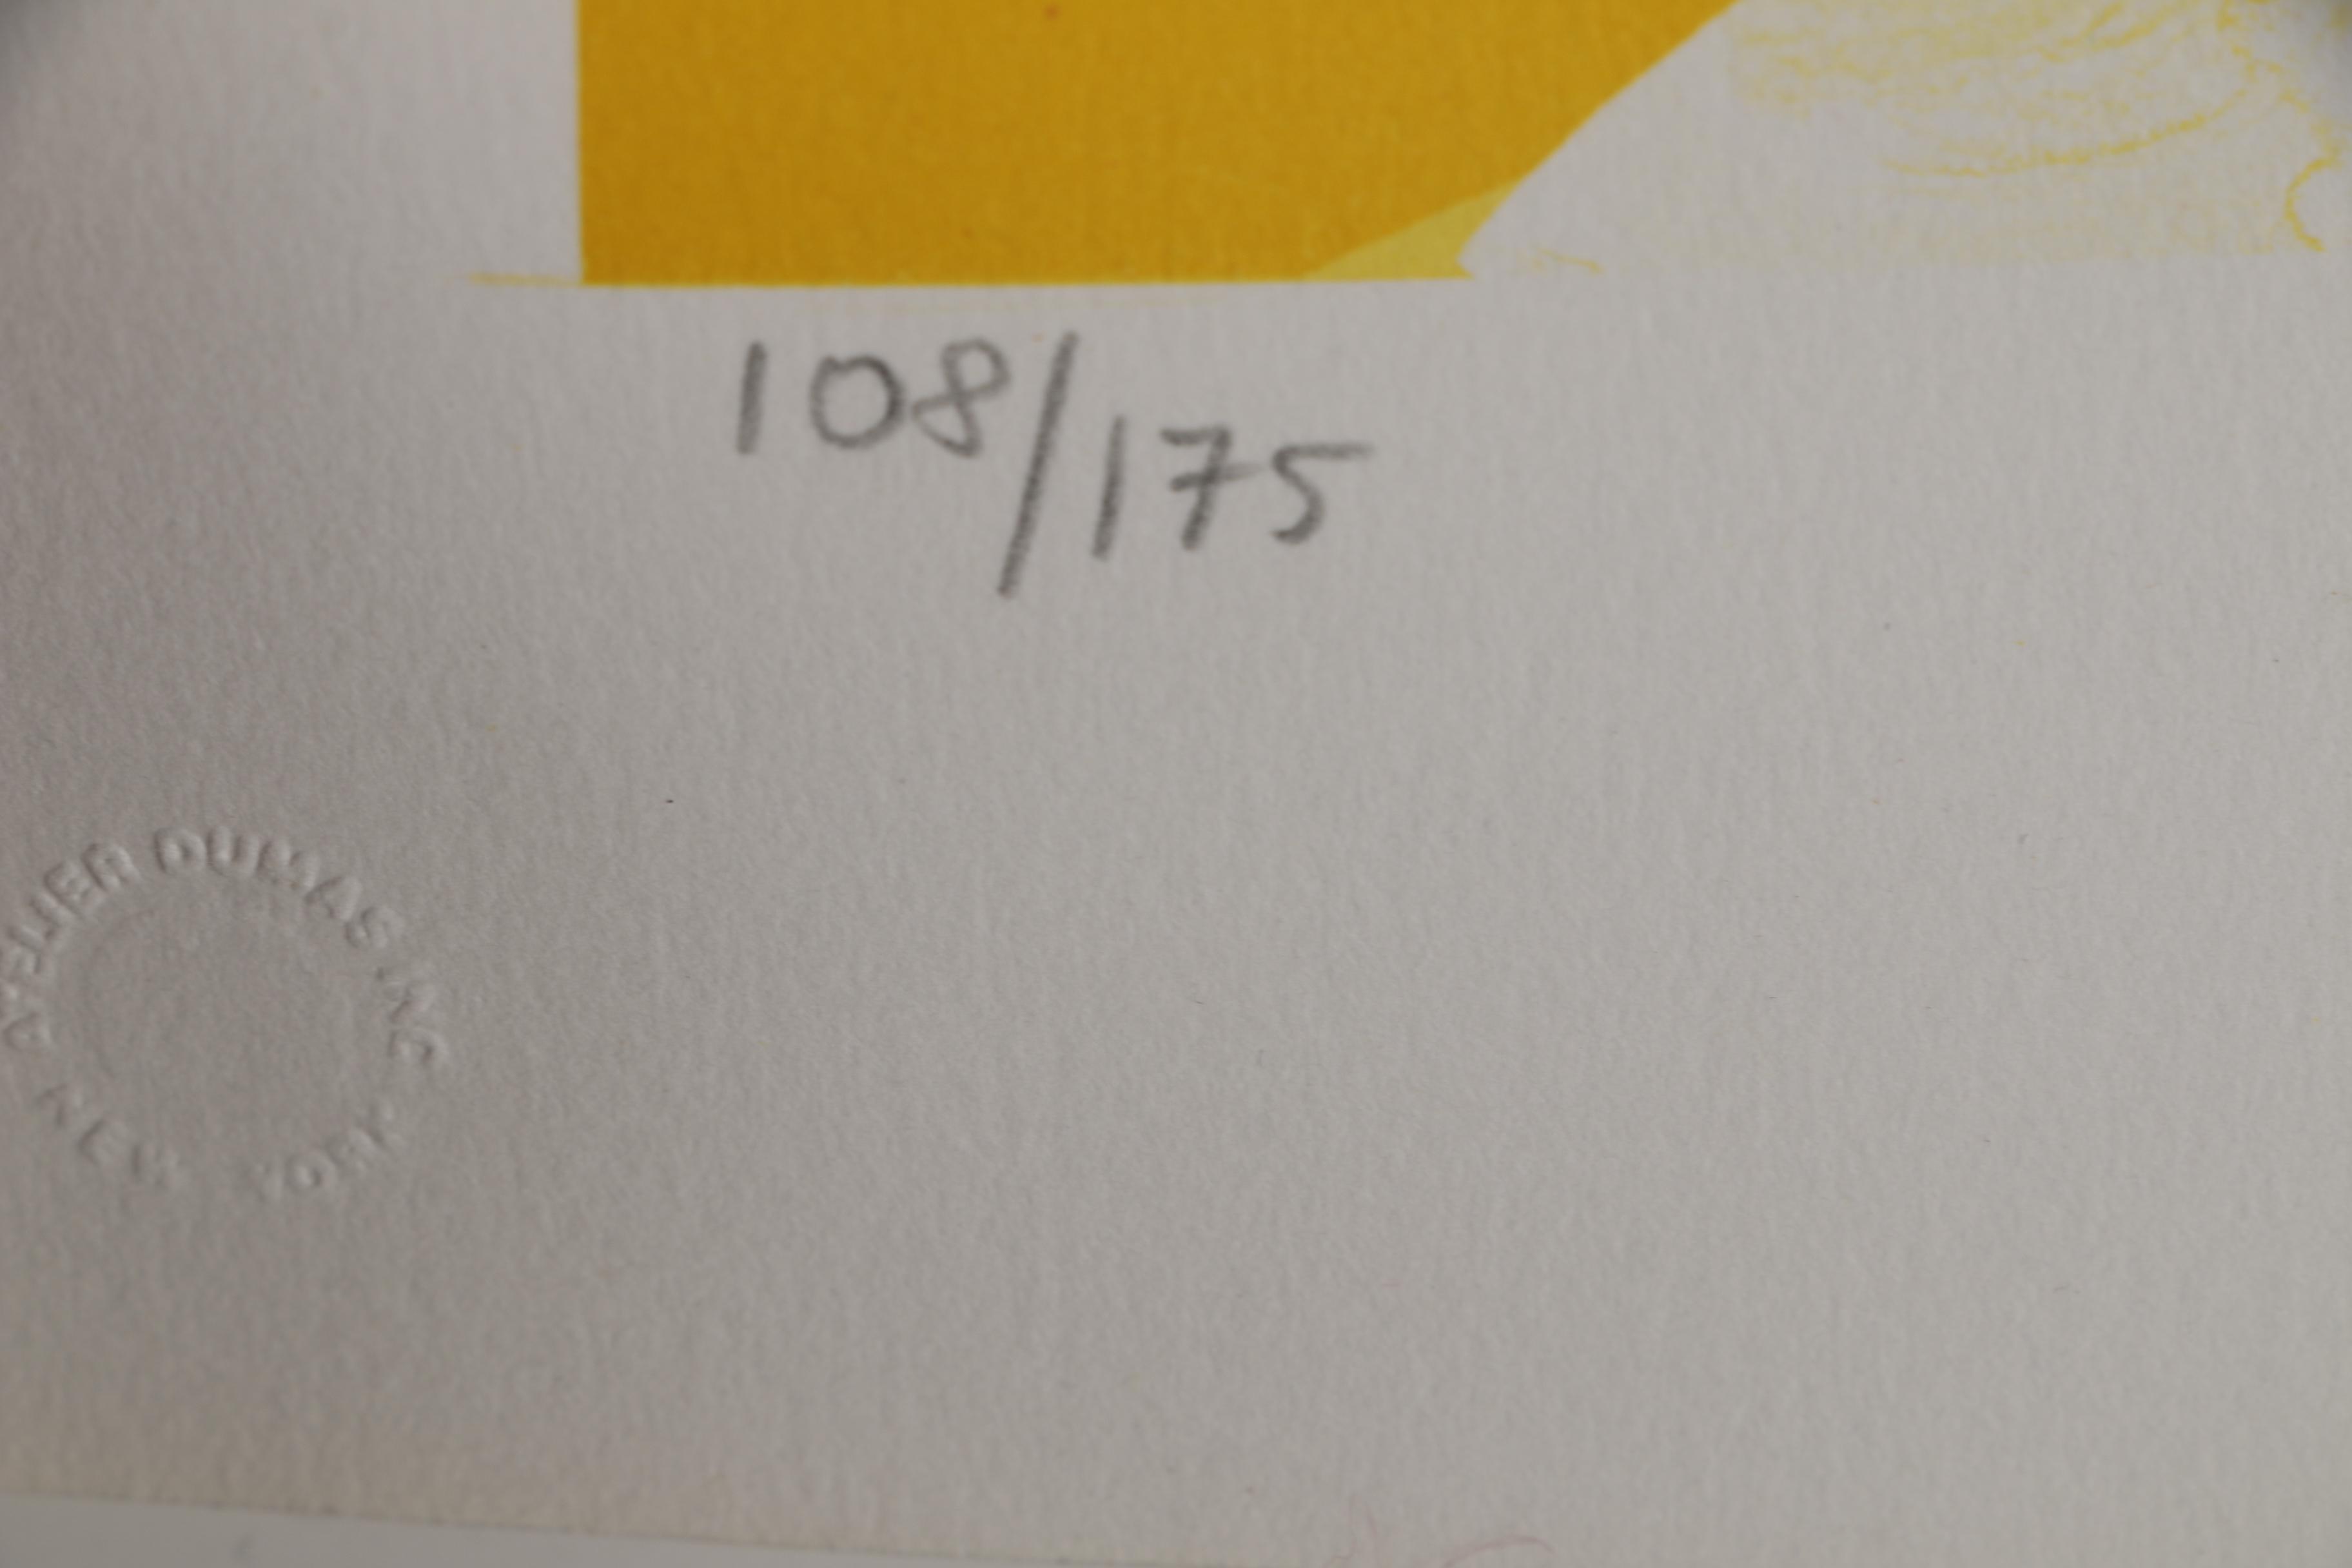 108/175
ATELIER DUMAS INC
NEW YORK